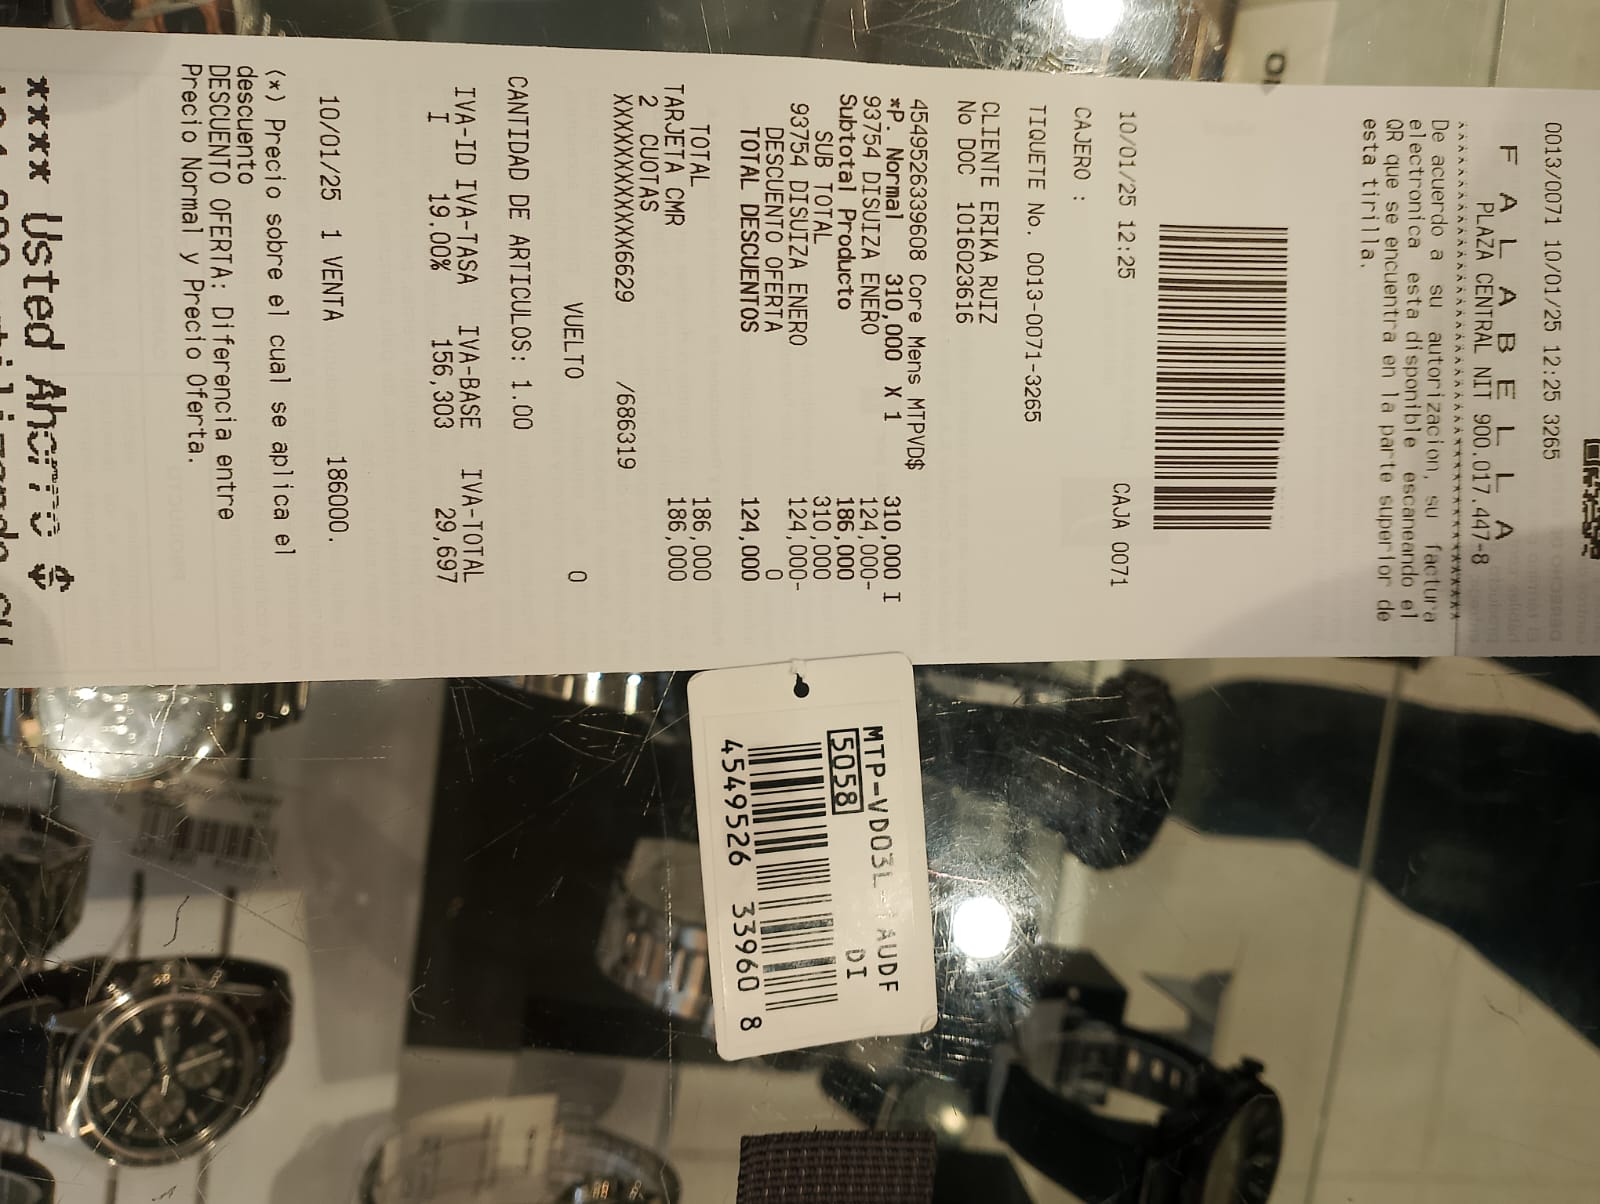 0013/0071 10/01/25 12:25 3265
F A L A B E L L A
PLAZA CENTRAL NIT 900.017.447-8
De acuerdo a su autorizacion, su factura
electronica esta disponible escaneando el
QR que se encuentra en la parte superior de
esta tirilla.
10/01/25 12:25 CAJA 0071
CAJERO :
TIQUETE No. 0013-0071-3265
CLIENTE ERIKA RUIZ
No DOC 1016023616
4549526339608 Core Mens MTPVD$ 310,000 I
*P. Normal 310,000 X 1
93754 DISUIZA ENERO 124,000-
Subtotal Producto 186,000
SUB TOTAL 310,000
93754 DISUIZA ENERO 124,000-
DESCUENTO OFERTA 0
TOTAL DESCUENTOS 124,000
TOTAL 186,000
TARJETA CMR 186,000
2 CUOTAS
XXXXXXXXXXXX6629 /686319
VUELTO 0
CANTIDAD DE ARTICULOS: 1.00
IVA-ID IVA-TASA IVA-BASE IVA-TOTAL
I 19,00% 156,303 29,697
10/01/25 1 VENTA 186000.
(*) Precio sobre el cual se aplica el
descuento
DESCUENTO OFERTA: Diferencia entre
Precio Normal y Precio Oferta.
**** Usted Ahorro $
MTP-VD03L AUDF
5058 DI
4549526 33960 8